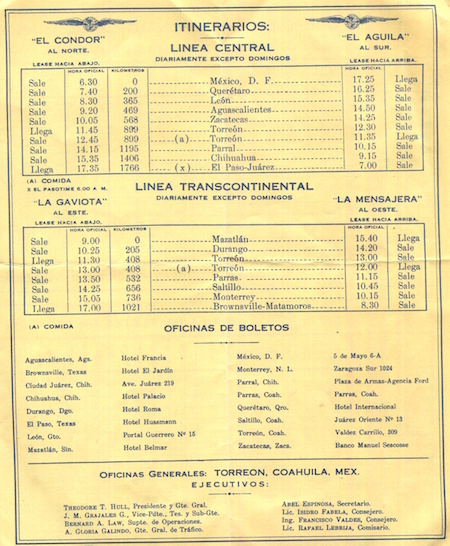 ITINERARIOS:
"EL CONDOR" "EL AGUILA"
AL NORTE. LINEA CENTRAL AL SUR.
DIARIAMENTE EXCEPTO DOMINGOS
LEASE HACIA ABAJO. LEASE HACIA ARRIBA.
HORA OFICIAL KILOMETROS HORA OFICIAL
Sale 6.30 0 México, D. F. 17.25 Llega
Sale 7.40 200 Querétaro 16.25 Sale
Sale 8.30 365 León 15.35 Sale
Sale 9.20 469 Aguascalientes 14.50 Sale
Sale 10.05 568 Zacatecas 14.25 Sale
Llega 11.45 899 Torreón 12.30 Sale
Sale 12.45 899 (a) Torreón 11.35 Llega
Sale 14.15 1195 Parral 10.15 Sale
Sale 15.35 1406 Chihuahua 9.15 Sale
Llega 17.35 1766 (x) El Paso-Juárez 7.00 Sale
(A) COMIDA
X EL PASOTIME 6.00 A M.
LINEA TRANSCONTINENTAL
DIARIAMENTE EXCEPTO DOMINGOS
"LA GAVIOTA" "LA MENSAJERA"
AL ESTE. AL OESTE.
LEASE HACIA ABAJO. LEASE HACIA ARRIBA.
HORA OFICIAL KILOMETROS HORA OFICIAL
Sale 9.00 0 Mazatlán 15.40 Llega
Sale 10.25 205 Durango 14.20 Sale
Llega 11.30 408 Torreón 13.00 Sale
Sale 13.00 408 (a) Torreón 12.00 Llega
Sale 13.50 532 Parras 11.15 Sale
Sale 14.25 656 Saltillo 10.45 Sale
Sale 15.05 736 Monterrey 10.15 Sale
Llega 17.00 1021 Brownsville-Matamoros 8.30 Sale
(A) COMIDA
OFICINAS DE BOLETOS
Aguascalientes, Ags. Hotel Francia México, D. F. 5 de Mayo 6-A
Brownsville, Texas Hotel El Jardín Monterrey, N. L. Zaragoza Sur 1024
Ciudad Juárez, Chih. Ave. Juárez 219 Parral, Chih. Plaza de Armas-Agencia Ford
Chihuahua, Chih. Hotel Palacio Parras, Coah. Parras, Coah.
Durango, Dgo. Hotel Roma Querétaro, Qro. Hotel Internacional
El Paso, Texas Hotel Hussmann Saltillo, Coah. Juárez Oriente Nº 13
León, Gto. Portal Guerrero Nº 15 Torreón, Coah. Valdez Carrillo, 309
Mazatlán, Sin. Hotel Belmar Zacatecas, Zacs. Banco Manuel Sescosse
OFICINAS GENERALES: TORREON, COAHUILA, MEX.
EJECUTIVOS:
THEODORE T. HULL, Presidente y Gte. Gral. ABEL ESPINOSA, Secretario.
J. M. GRAJALES G., Vice-Pdte., Tes. y Sub-Gte. Lic. ISIDRO FABELA, Consejero.
BERNARD A. LAW, Supte. de Operaciones. Ing. FRANCISCO VALDES, Consejero.
A. GLORIA GALINDO, Gte. Gral. de Tráfico. Lic. RAFAEL LEBRIJA, Comisario.